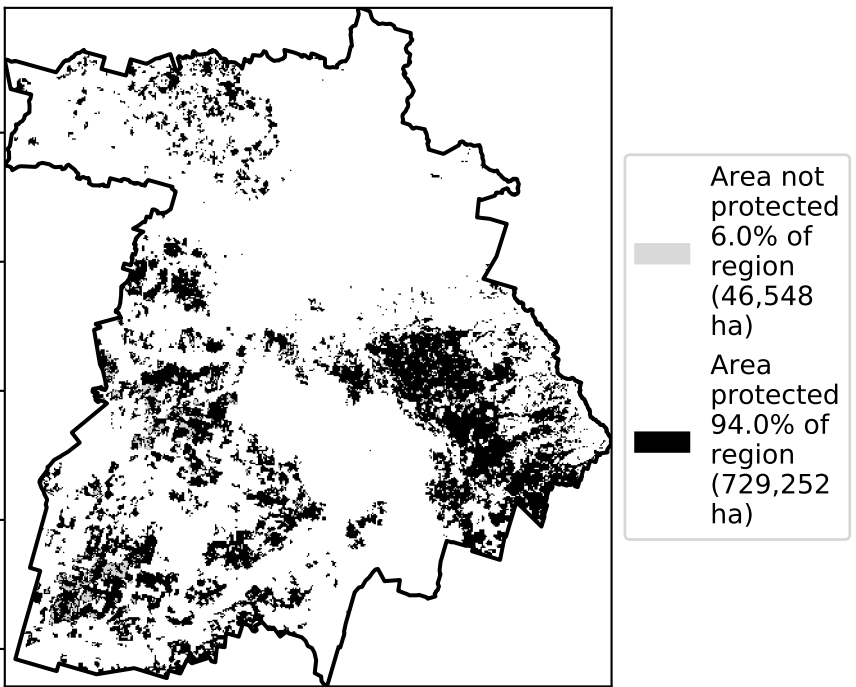 Area not
protected
6.0% of
region
(46,548
ha)
Area
protected
94.0% of
region
(729,252
ha)